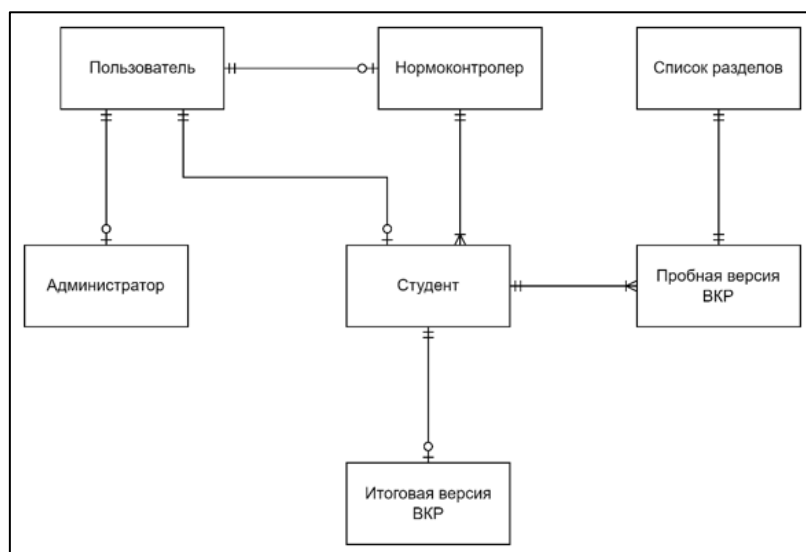 Пользователь
Нормоконтролер
Список разделов
Администратор
Студент
Пробная версия
ВКР
Итоговая версия
ВКР